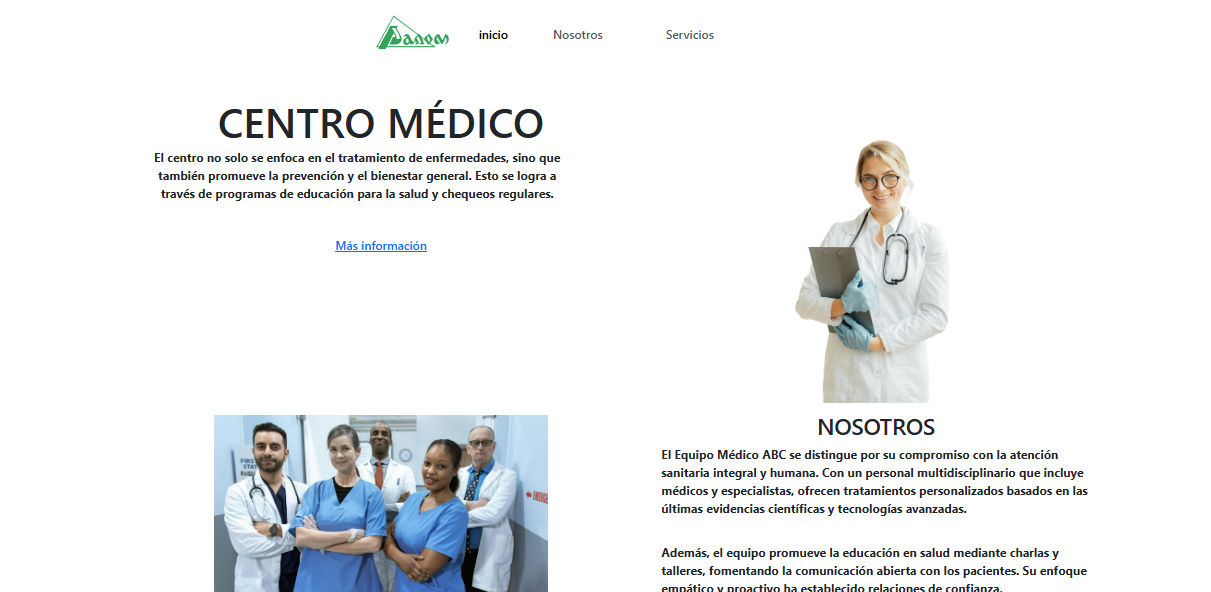 Danem
inicio
Nosotros
Servicios
CENTRO MÉDICO
El centro no solo se enfoca en el tratamiento de enfermedades, sino que
también promueve la prevención y el bienestar general. Esto se logra a
través de programas de educación para la salud y chequeos regulares.
Más información
FIRST
NOSOTROS
El Equipo Médico ABC se distingue por su compromiso con la atención
sanitaria integral y humana. Con un personal multidisciplinario que incluye
médicos y especialistas, ofrecen tratamientos personalizados basados en las
últimas evidencias científicas y tecnologías avanzadas.
Además, el equipo promueve la educación en salud mediante charlas y
talleres, fomentando la comunicación abierta con los pacientes. Su enfoque
empático y proactivo ha establecido relaciones de confianza.